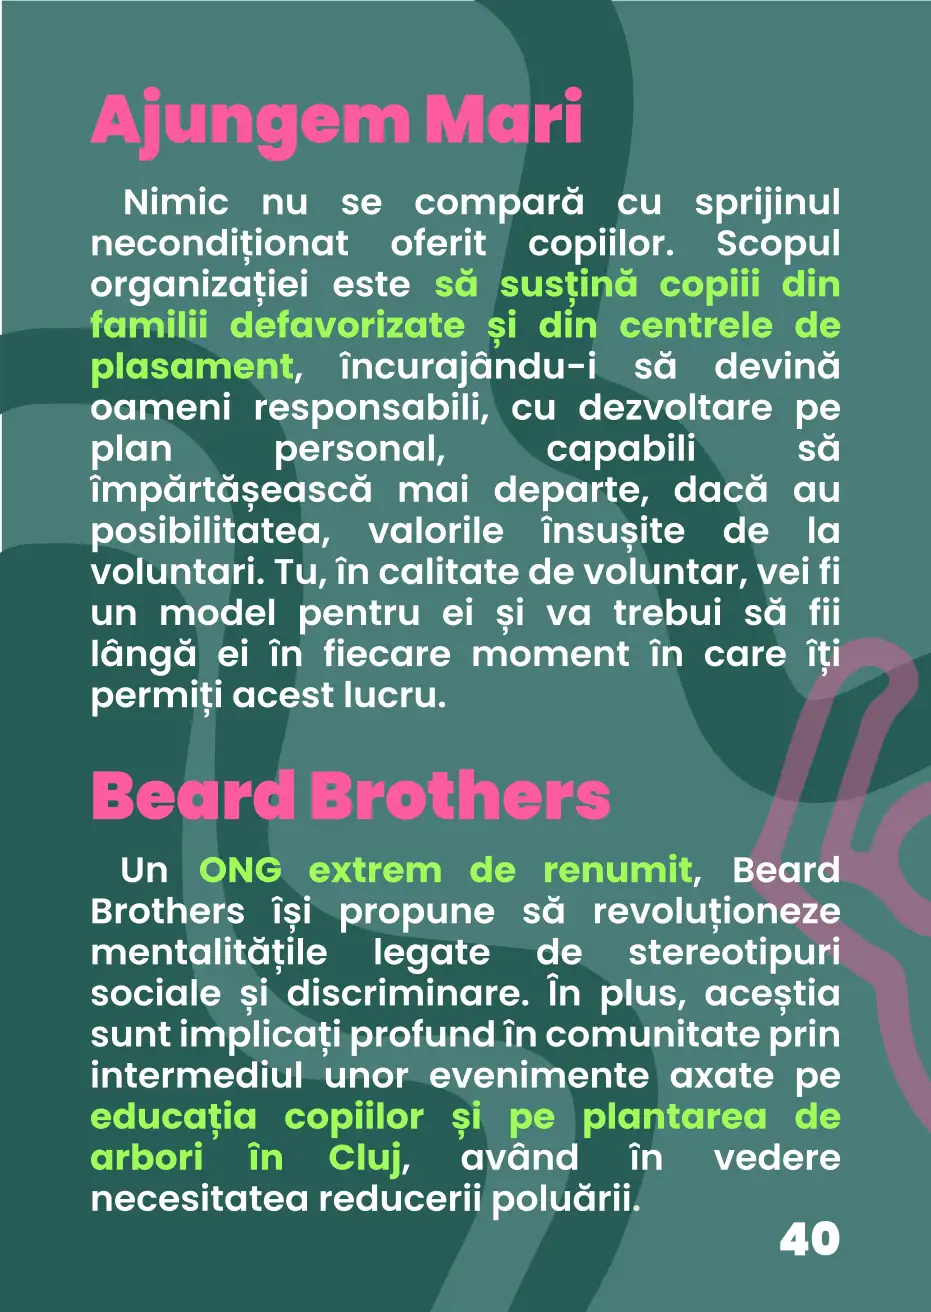 Ajungem Mari
Nimic nu se compară cu sprijinul
necondiționat oferit copiilor. Scopul
organizației este să susțină copiii din
familii defavorizate și din centrele de
plasament, încurajându-i să devină
oameni responsabili, cu dezvoltare pe
plan personal, capabili să
împărtășească mai departe, dacă au
posibilitatea, valorile însușite de la
voluntari. Tu, în calitate de voluntar, vei fi
un model pentru ei și va trebui să fii
lângă ei în fiecare moment în care îți
permiți acest lucru.
Beard Brothers
Un ONG extrem de renumit, Beard
Brothers își propune să revoluționeze
mentalitățile legate de stereotipuri
sociale și discriminare. În plus, aceștia
sunt implicați profund în comunitate prin
intermediul unor evenimente axate pe
educația copiilor și pe plantarea de
arbori în Cluj, având în vedere
necesitatea reducerii poluării.
40